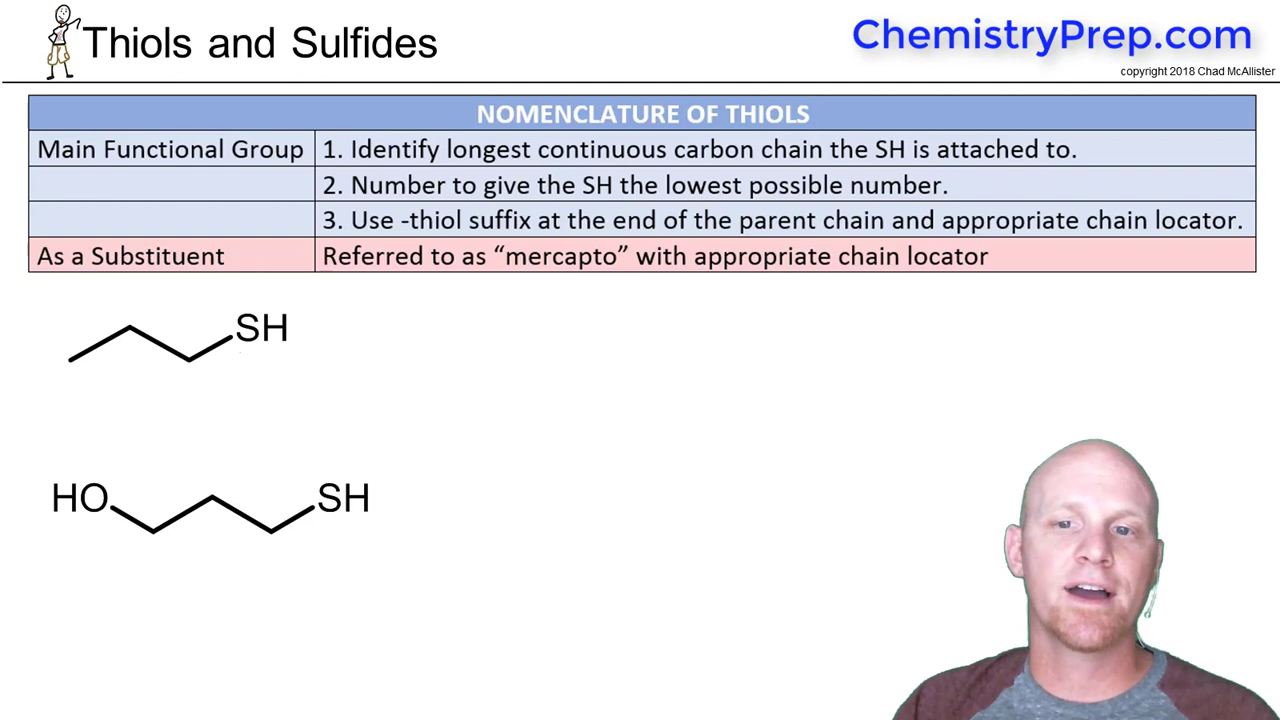 Thiols and Sulfides
ChemistryPrep.com
copyright 2018 Chad McAllister
NOMENCLATURE OF THIOLS
Main Functional Group 1. Identify longest continuous carbon chain the SH is attached to.
2. Number to give the SH the lowest possible number.
3. Use -thiol suffix at the end of the parent chain and appropriate chain locator.
As a Substituent Referred to as “mercapto” with appropriate chain locator
SH
HO SH